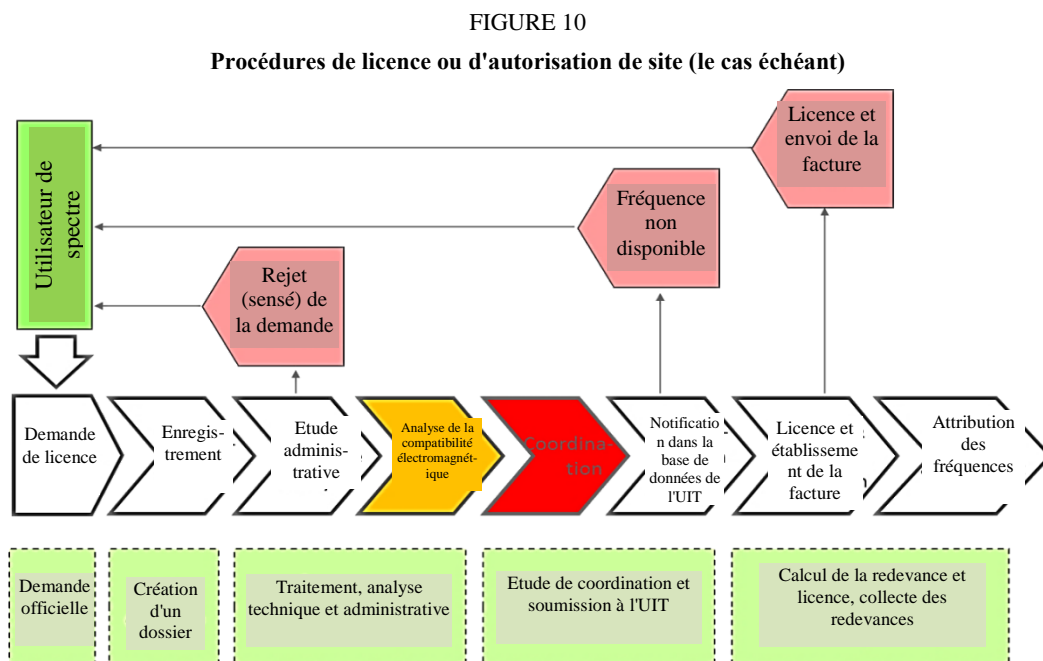 FIGURE 10
Procédures de licence ou d'autorisation de site (le cas échéant)
Utilisateur de
spectre
Licence et
envoi de la
facture
Fréquence
non
disponible
Rejet
(sensé) de
la demande
Demande
de licence
Enregis-
trement
Etude
adminis-
trative
Analyse de la
compatibilité
électromagnét-
ique
Coordina-
tion
Notificatio
n dans la
base de
données de
l'UIT
Licence et
établisseme
nt de la
facture
Attribution
des
fréquences
Demande
officielle
Création
d'un
dossier
Traitement, analyse
technique et administrative
Etude de coordination et
soumission à l'UIT
Calcul de la redevance et
licence, collecte des
redevances